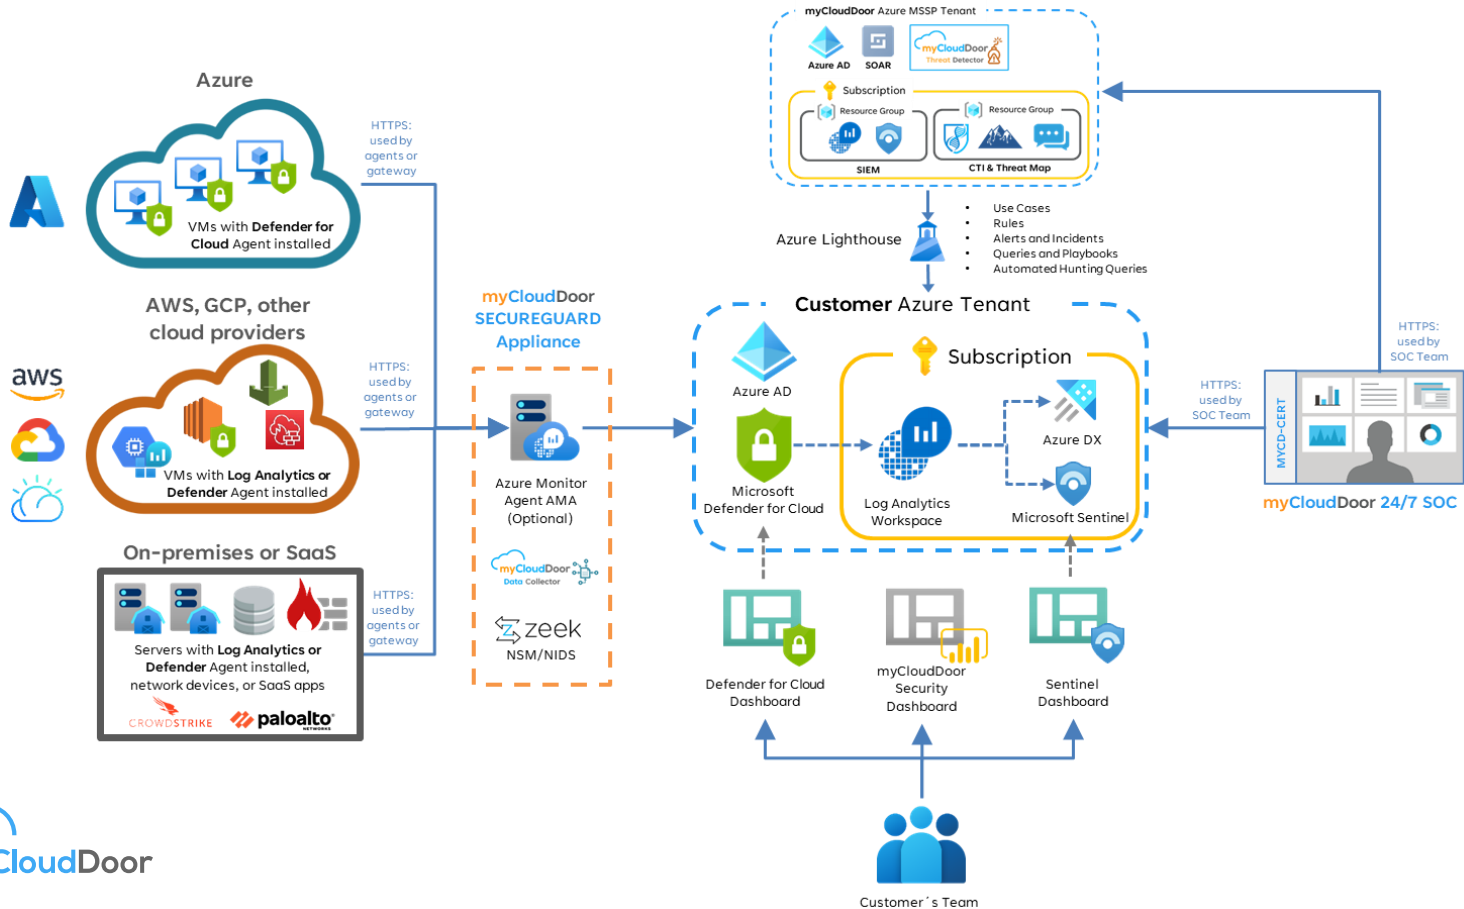 myCloudDoor Azure MSSP Tenant
Azure AD
SOAR
myCloudDoor
Threat Detector
Subscription
Resource Group
Resource Group
SIEM
CTI & Threat Map
Azure Lighthouse
• Use Cases
• Rules
• Alerts and Incidents
• Queries and Playbooks
• Automated Hunting Queries
Azure
HTTPS:
used by
agents or
gateway
VMs with Defender for
Cloud Agent installed
AWS, GCP, other
cloud providers
aws
HTTPS:
used by
agents or
gateway
VMs with Log Analytics or
Defender Agent installed
On-premises or SaaS
HTTPS:
used by
agents or
gateway
Servers with Log Analytics or
Defender Agent installed,
network devices, or SaaS apps
CROWDSTRIKE
paloalto
NETWORKS
myCloudDoor
SECUREGUARD
Appliance
Azure Monitor
Agent AMA
(Optional)
myCloudDoor
Data Collector
zeek
NSM/NIDS
Customer Azure Tenant
Azure AD
Subscription
Microsoft
Defender for Cloud
Log Analytics
Workspace
Azure DX
Microsoft Sentinel
HTTPS:
used by
SOC Team
HTTPS:
used by
SOC Team
MYCD-CERT
myCloudDoor 24/7 SOC
Defender for Cloud
Dashboard
myCloudDoor
Security
Dashboard
Sentinel
Dashboard
Customer´s Team
CloudDoor